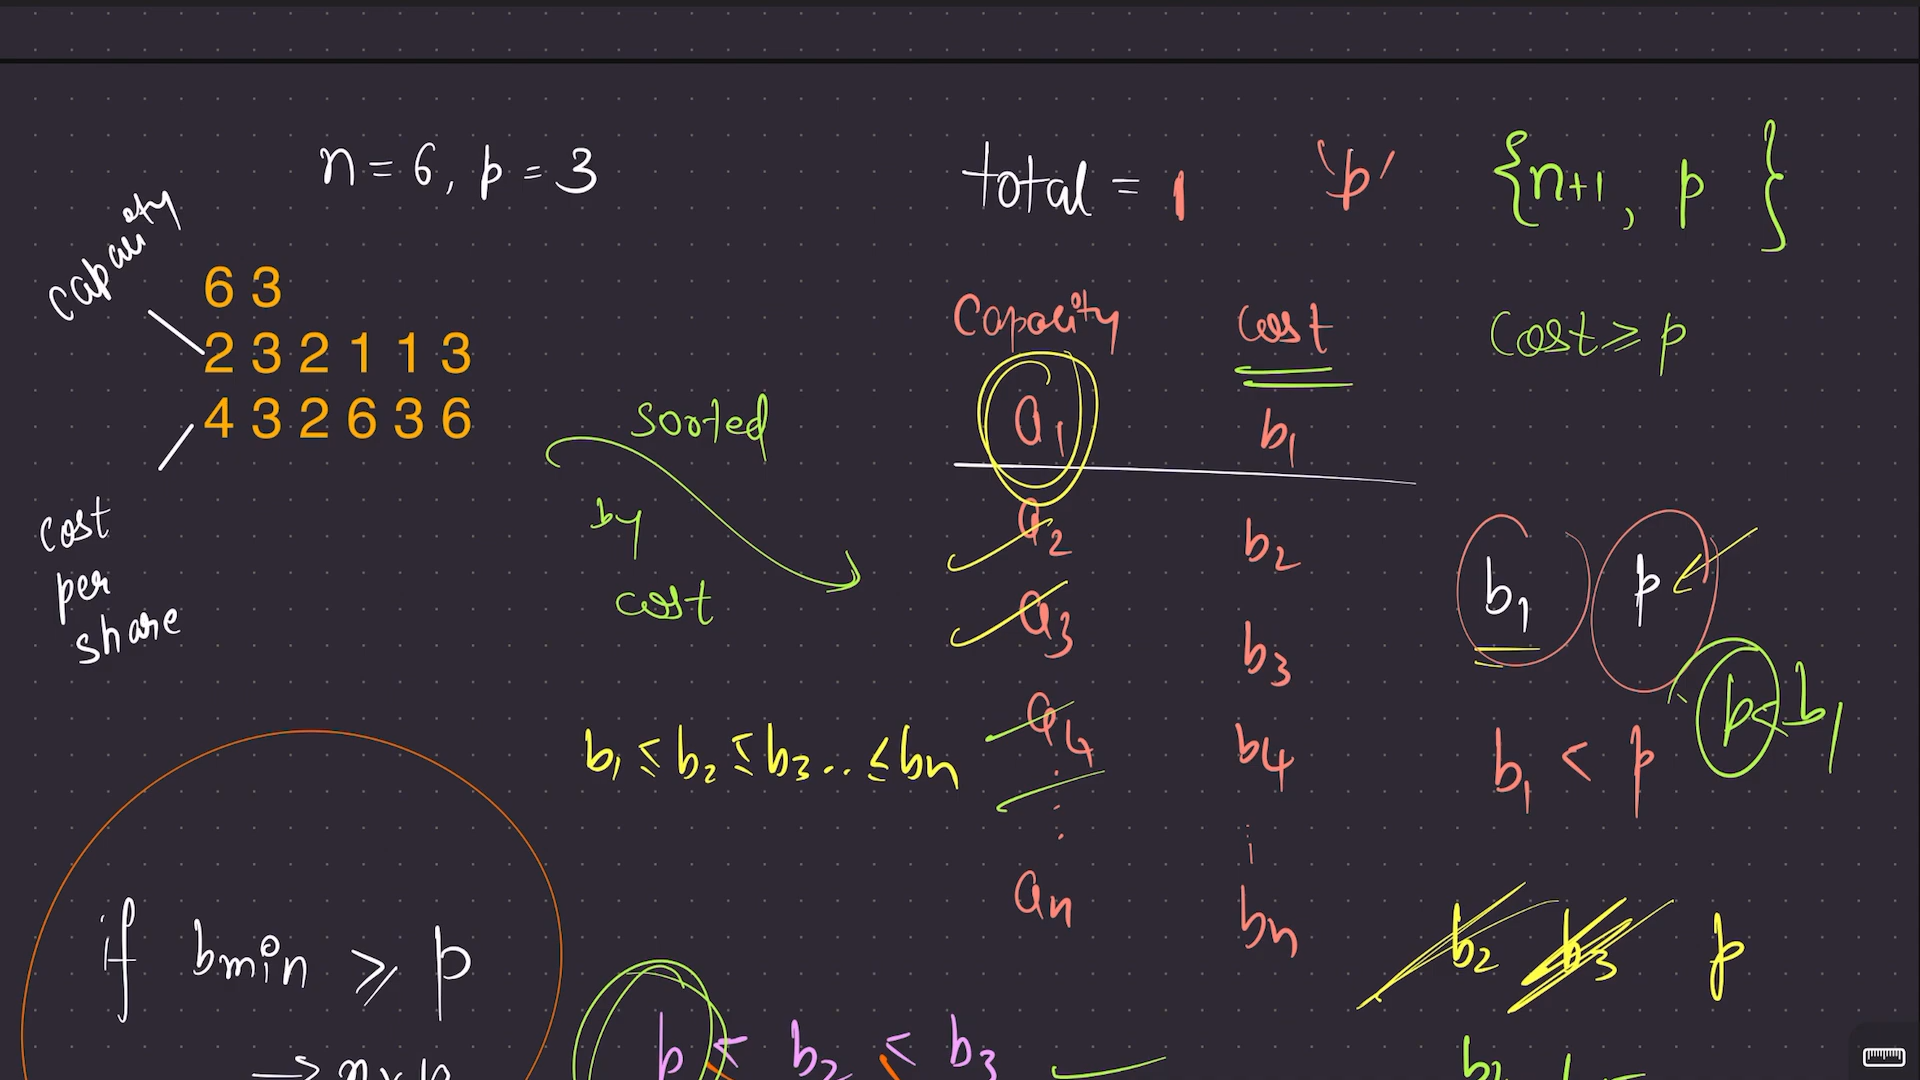 n = 6, p = 3
capacity
6 3
2 3 2 1 1 3
4 3 2 6 3 6
cost
per
share
sorted
by
cost
b1 ≤ b2 ≤ b3 .. ≤ bn
total = 1
'p'
{n+1, p }
Capacity cost
a1 b1
a2 b2
a3 b3
a4 b4
an bn
cost ≥ p
b1 p
p < b1
b1 < p
b2 b3 p
if bmin ≥ p
p < b2 < b3
b2